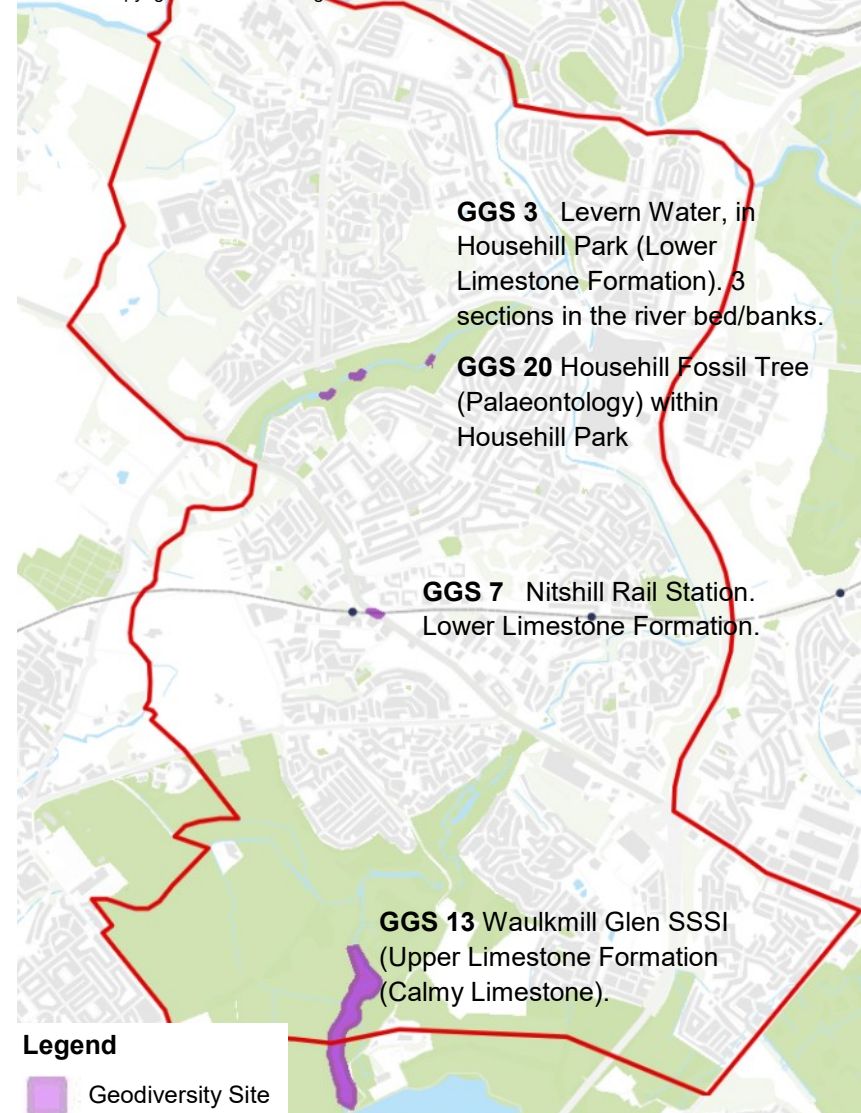 GGS 3 Levern Water, in
Househill Park (Lower
Limestone Formation). 3
sections in the river bed/banks.
GGS 20 Househill Fossil Tree
(Palaeontology) within
Househill Park
GGS 7 Nitshill Rail Station.
Lower Limestone Formation.
GGS 13 Waulkmill Glen SSSI
(Upper Limestone Formation
(Calmy Limestone).
Legend
Geodiversity Site